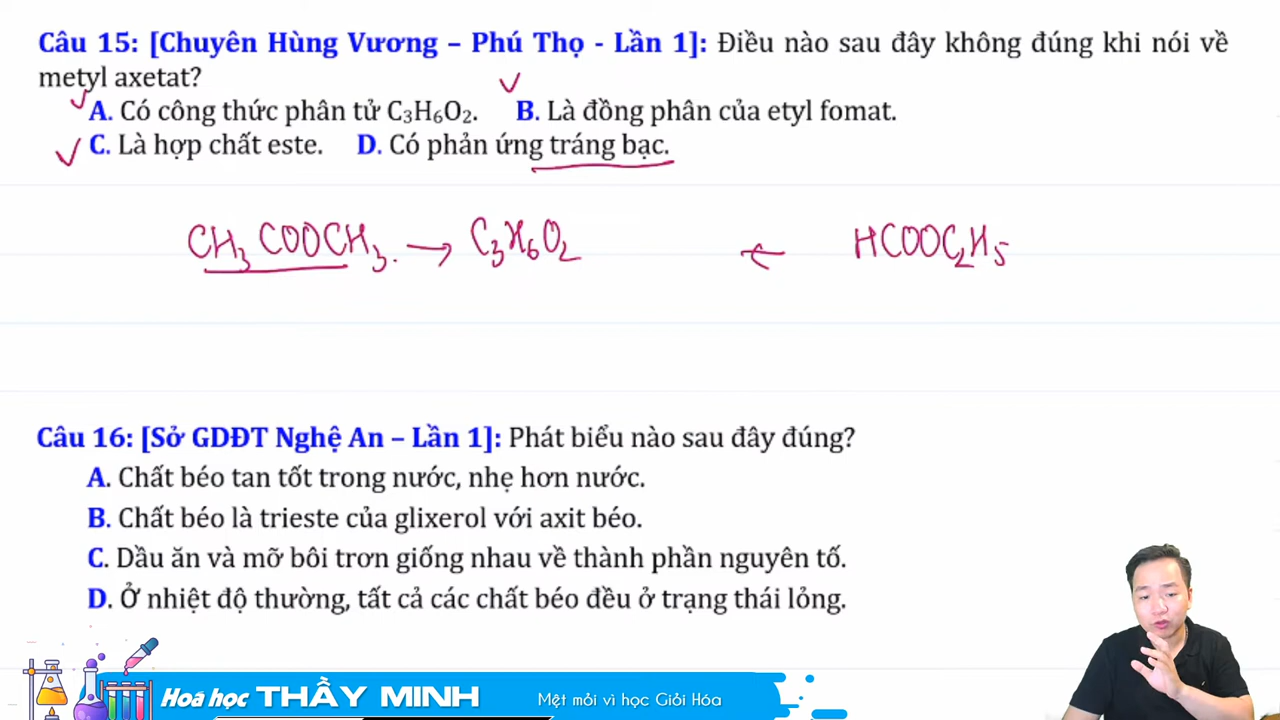 Câu 15: [Chuyên Hùng Vương – Phú Thọ - Lần 1]: Điều nào sau đây không đúng khi nói về
metyl axetat?
A. Có công thức phân tử C₃H₆O₂. B. Là đồng phân của etyl fomat.
C. Là hợp chất este. D. Có phản ứng tráng bạc.
CH₃COOCH₃. → C₃H₆O₂ ← HCOOC₂H₅
Câu 16: [Sở GDĐT Nghệ An – Lần 1]: Phát biểu nào sau đây đúng?
A. Chất béo tan tốt trong nước, nhẹ hơn nước.
B. Chất béo là trieste của glixerol với axit béo.
C. Dầu ăn và mỡ bôi trơn giống nhau về thành phần nguyên tố.
D. Ở nhiệt độ thường, tất cả các chất béo đều ở trạng thái lỏng.
Hoá học THẦY MINH Mệt mỏi vì học Giỏi Hóa